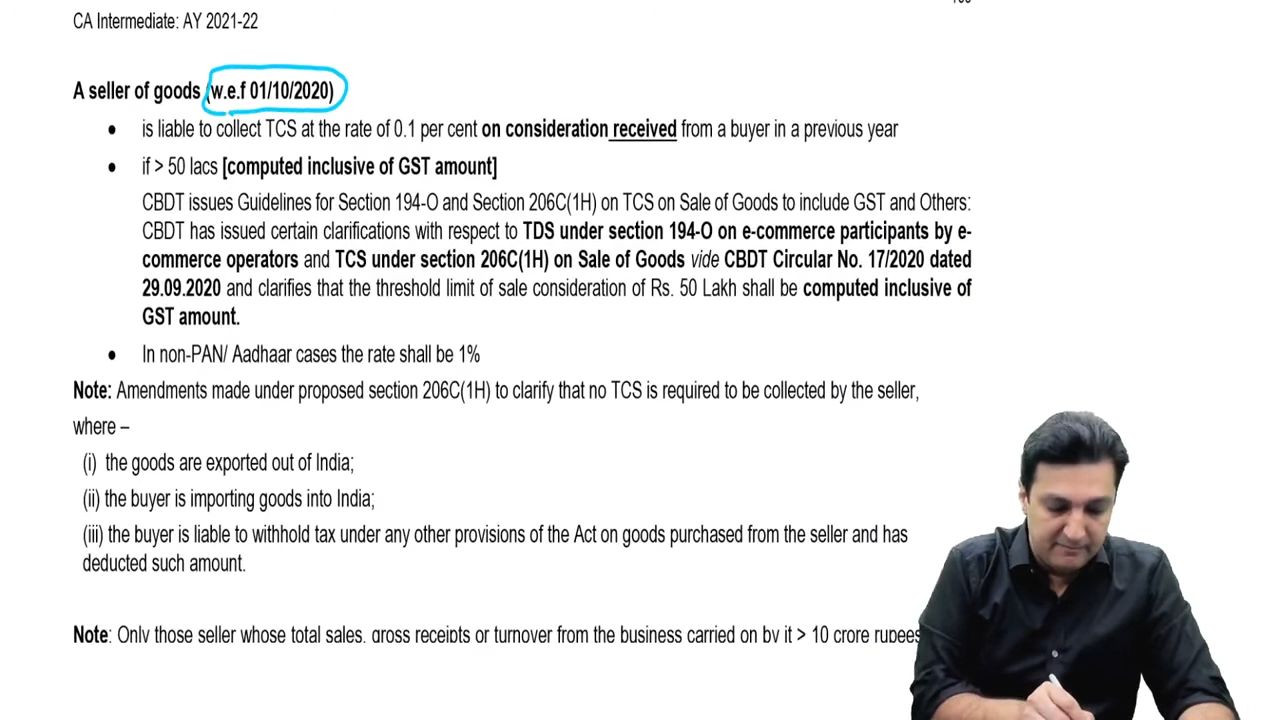 CA Intermediate: AY 2021-22
A seller of goods (w.e.f 01/10/2020)
• is liable to collect TCS at the rate of 0.1 per cent on consideration received from a buyer in a previous year
• if > 50 lacs [computed inclusive of GST amount]
CBDT issues Guidelines for Section 194-O and Section 206C(1H) on TCS on Sale of Goods to include GST and Others:
CBDT has issued certain clarifications with respect to TDS under section 194-O on e-commerce participants by e-
commerce operators and TCS under section 206C(1H) on Sale of Goods vide CBDT Circular No. 17/2020 dated
29.09.2020 and clarifies that the threshold limit of sale consideration of Rs. 50 Lakh shall be computed inclusive of
GST amount.
• In non-PAN/ Aadhaar cases the rate shall be 1%
Note: Amendments made under proposed section 206C(1H) to clarify that no TCS is required to be collected by the seller,
where –
(i) the goods are exported out of India;
(ii) the buyer is importing goods into India;
(iii) the buyer is liable to withhold tax under any other provisions of the Act on goods purchased from the seller and has
deducted such amount.
Note: Only those seller whose total sales, gross receipts or turnover from the business carried on by it > 10 crore rupees